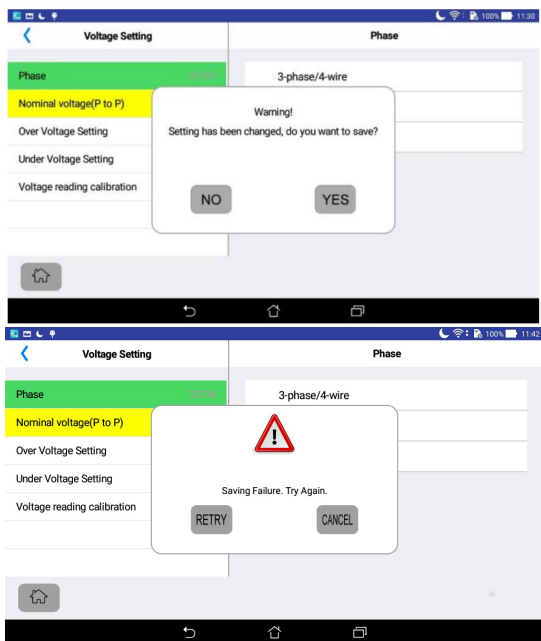 100% 11:30
Voltage Setting
Phase
Phase
3-phase/4-wire
Nominal voltage(P to P)
Warning!
Over Voltage Setting
Setting has been changed, do you want to save?
Under Voltage Setting
Voltage reading calibration
NO
YES
100% 11:42
Voltage Setting
Phase
Phase
3-phase/4-wire
Nominal voltage(P to P)
Over Voltage Setting
Under Voltage Setting
Saving Failure. Try Again.
Voltage reading calibration
RETRY
CANCEL